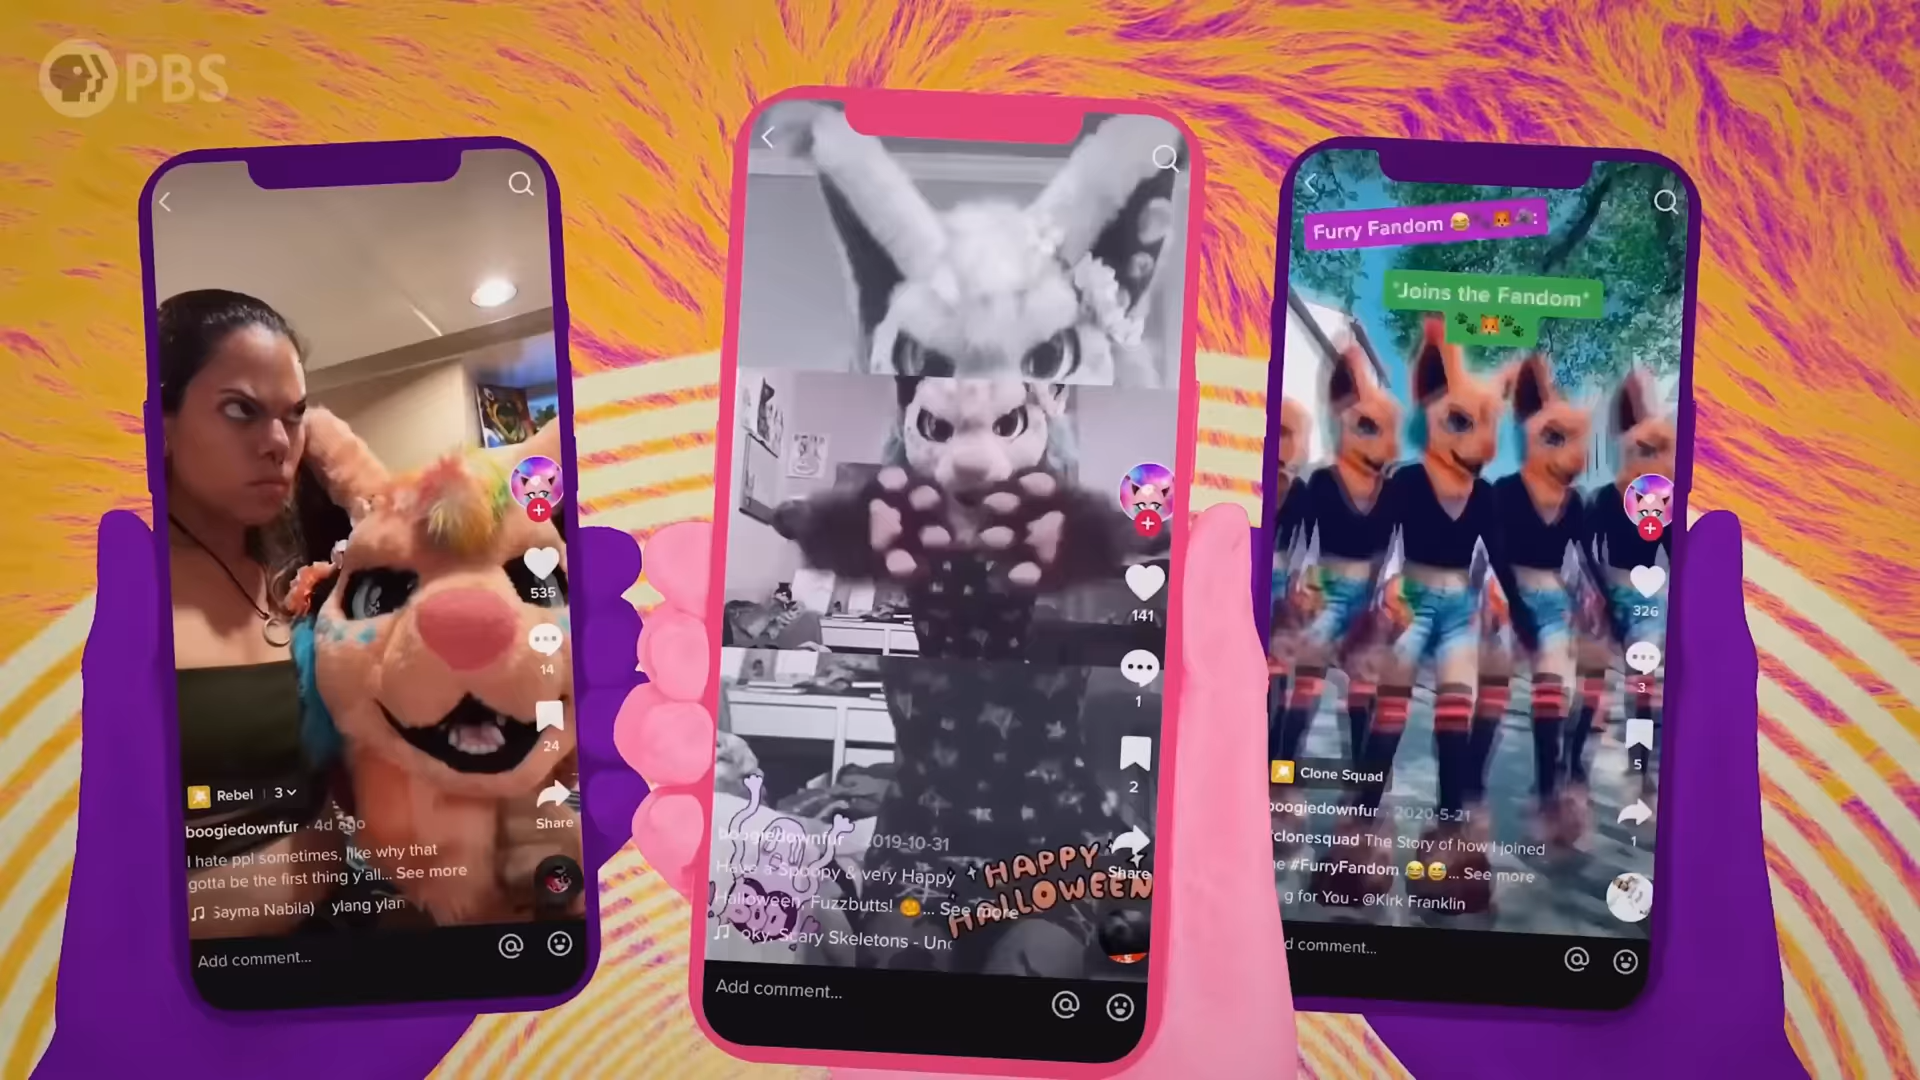 PBS
535
14
24
Share
Rebel | 3
boogiedownfur · 4d ago
I hate ppl sometimes, like why that
gotta be the first thing y'all... See more
Sayma Nabila) ylang ylan
Add comment...
141
1
2
Share
boogiedownfur 2019-10-31
Have a Spoopy & very Happy
Halloween, Fuzzbutts! 🎃... See more
oky, Scary Skeletons - Und
BOO!
HAPPY
HALLOWEEN
Add comment...
Furry Fandom 😂🐾🦊🐾:
*Joins the Fandom*
🐾🦊🐾
326
3
5
1
Clone Squad
boogiedownfur · 2020-5-21
#clonesquad The Story of how I joined
e #FurryFandom 😂😅... See more
g for You - @Kirk Franklin
d comment...